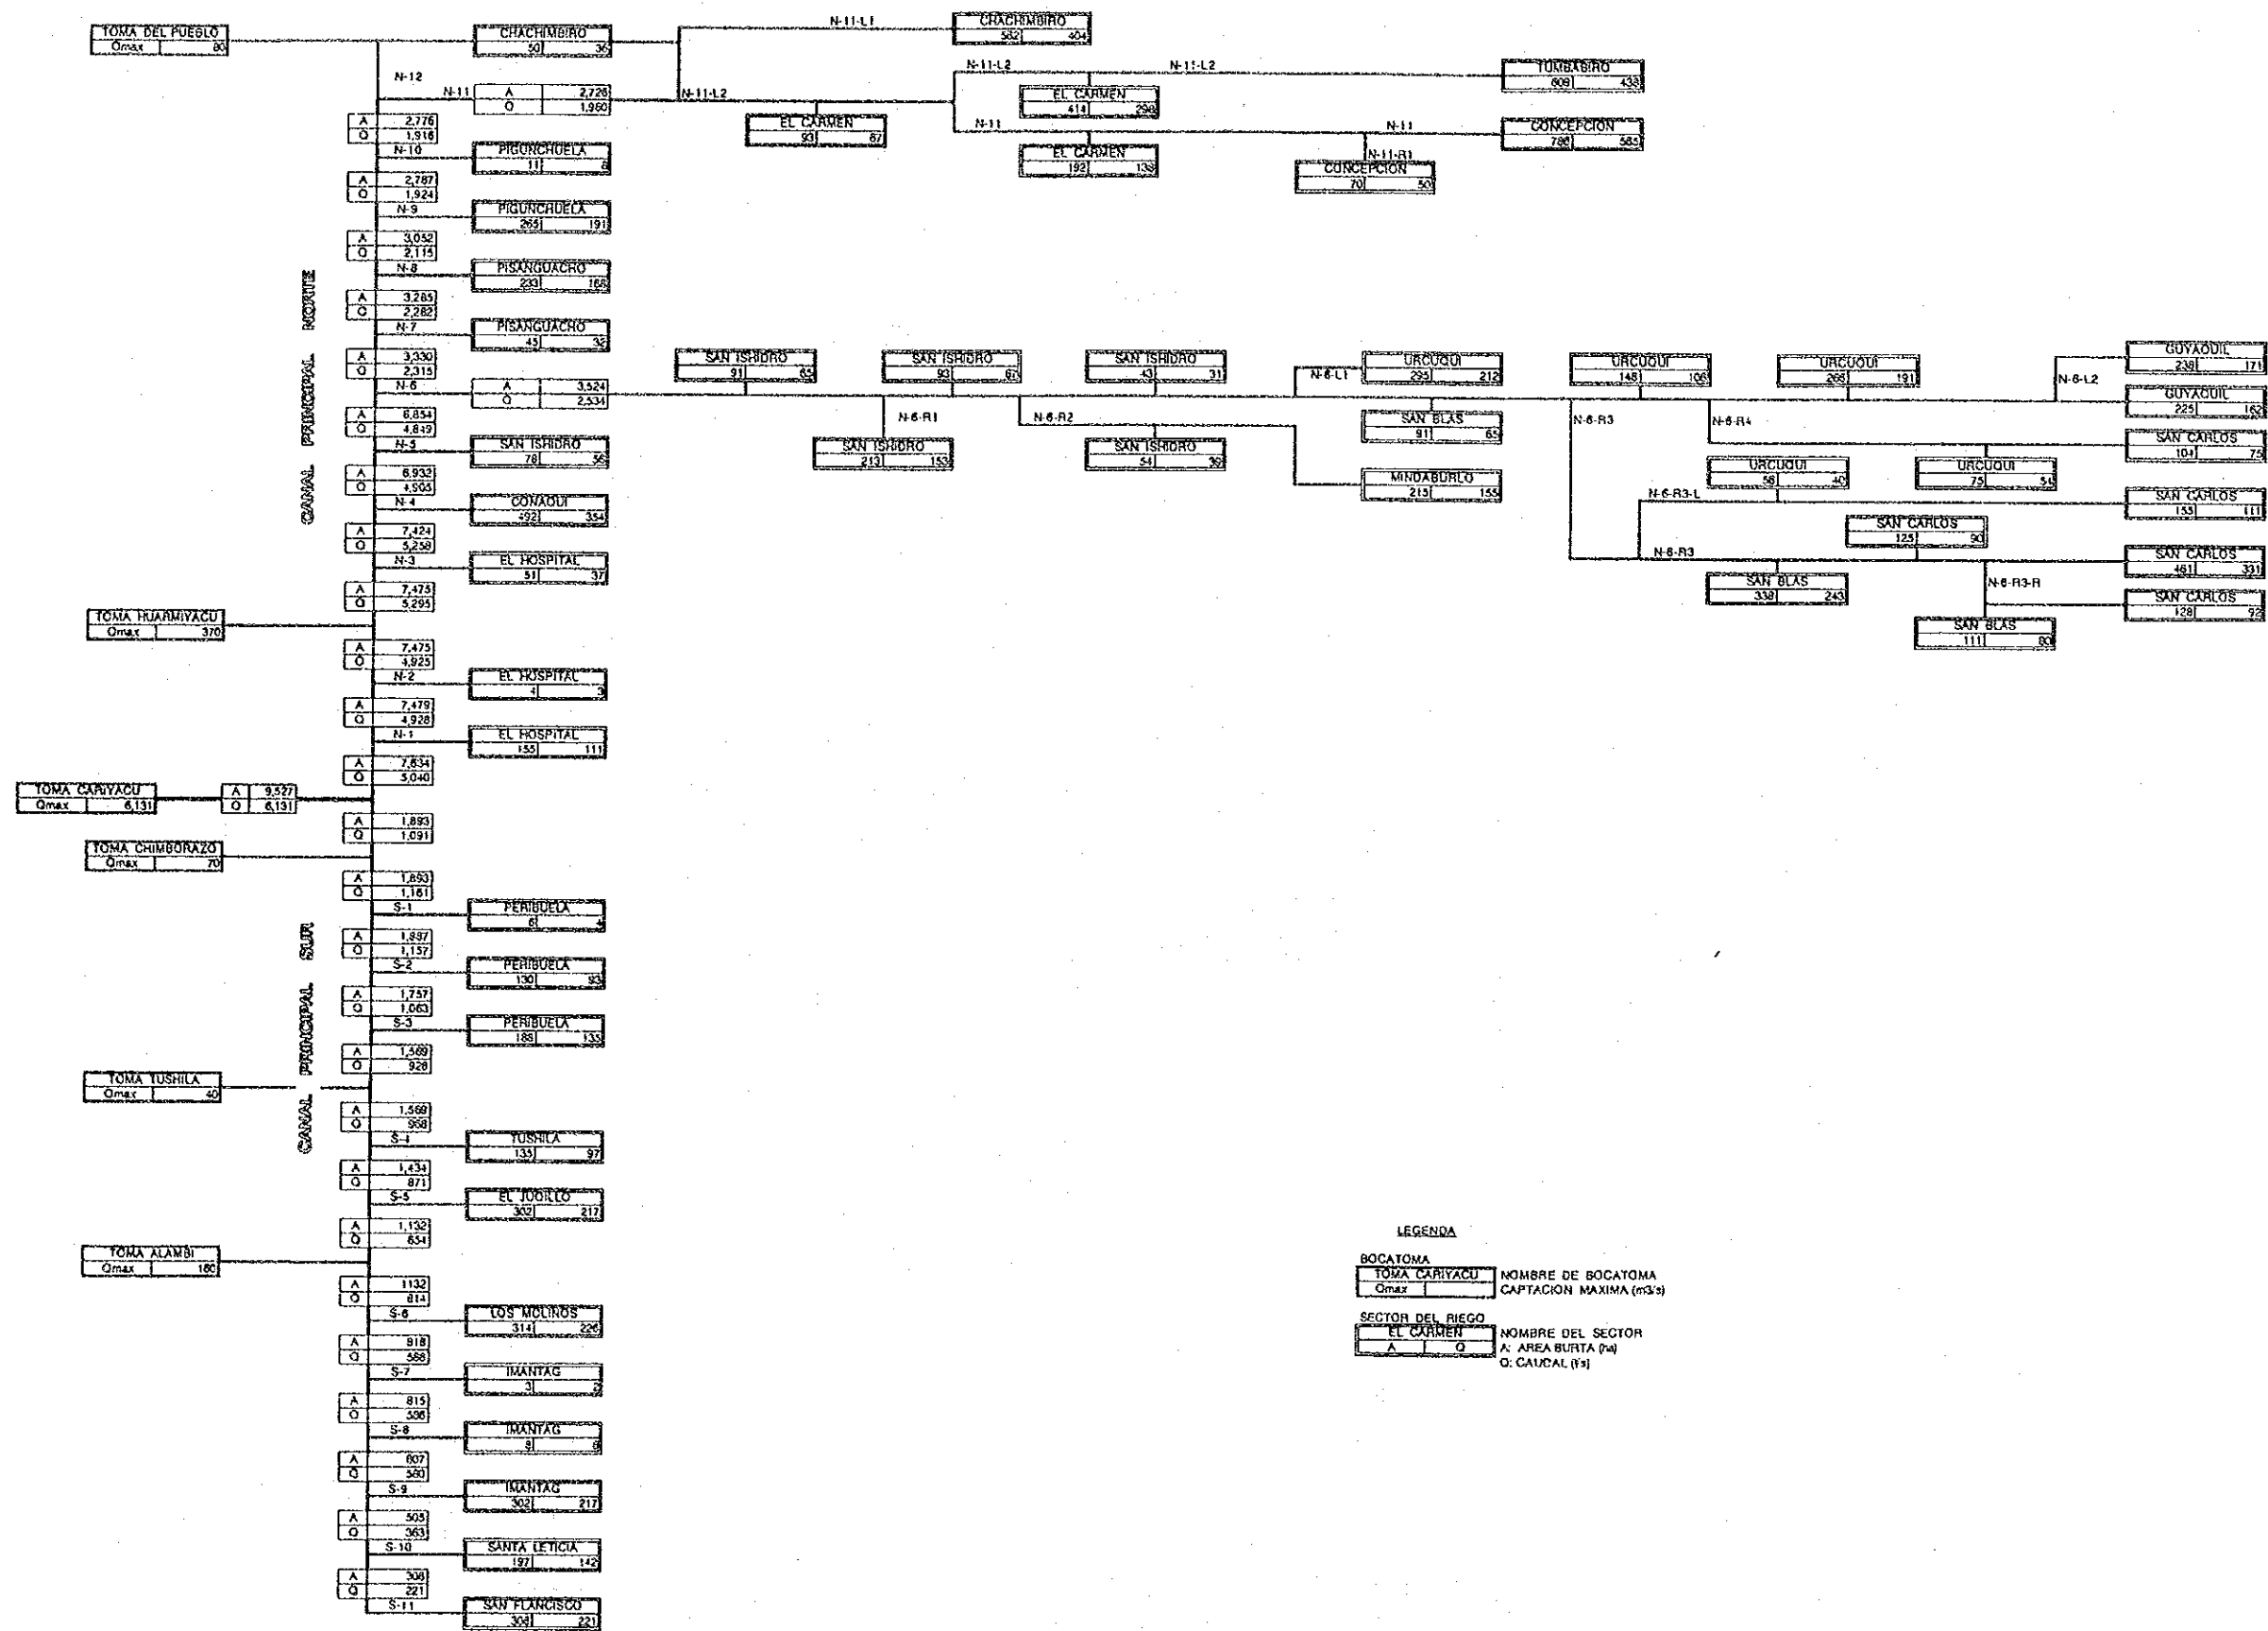 TOMA DEL PUEBLO
Qmax 80
CHACHIMBIRO
50 36
N-11-L1
CHACHIMBIRO
562 404
N-12
N-11
A 2,726
Q 1,960
N-11-L2
EL CARMEN
93 67
N-11-L2
N-11-L2
TUMBABIRO
609 438
EL CARMEN
414 298
N-11
N-11
CONCEPCION
EL CARMEN
192 138
N-11-R1
CONCEPCION
70 50
A 2,776
Q 1,916
N-10
PIGUNCHUELA
11 8
A 2,787
Q 1,924
N-9
PIGUNCHUELA
265 191
A 3,052
Q 2,115
N-8
PISANGUACHO
233 168
A 3,285
Q 2,282
N-7
PISANGUACHO
45 32
A 3,330
Q 2,315
N-6
A 3,524
Q 2,534
SAN ISHIDRO
91 65
SAN ISHIDRO
93 67
SAN ISHIDRO
43 31
N-6-R1
SAN ISHIDRO
213 153
N-6-R2
SAN ISHIDRO
54 39
N-6-L1
URCUQUI
295 212
SAN BLAS
91 65
MINDABURLO
215 155
URCUQUI
148 106
URCUQUI
266 191
N-6-L2
GUYAQUIL
238 171
GUYAQUIL
225 162
N-6-R3
N-6-R4
SAN CARLOS
104 75
URCUQUI
56 40
URCUQUI
75 54
N-6-R3-L
SAN CARLOS
155 111
SAN CARLOS
125 90
N-6-R3
SAN CARLOS
461 331
SAN BLAS
338 243
N-6-R3-R
SAN CARLOS
128 92
SAN BLAS
111 80
A 6,854
Q 4,849
N-5
SAN ISHIDRO
78 56
A 6,932
Q 4,905
N-4
CONAQUI
492 354
A 7,424
Q 5,258
N-3
EL HOSPITAL
51 37
A 7,475
Q 5,295
CANAL PRINCIPAL NORTE
TOMA HUARMIYACU
Qmax 370
A 7,475
Q 4,925
N-2
EL HOSPITAL
4 3
A 7,479
Q 4,928
N-1
EL HOSPITAL
155 111
A 7,634
Q 5,040
TOMA CARIYACU
Qmax 6,131
A 9,527
Q 6,131
A 1,893
Q 1,091
TOMA CHIMBORAZO
Qmax 70
A 1,893
Q 1,161
S-1
PERIBUELA
6 4
A 1,887
Q 1,157
S-2
PERIBUELA
130 93
A 1,757
Q 1,063
S-3
PERIBUELA
188 135
A 1,569
Q 928
CANAL PRINCIPAL SUR
TOMA TUSHILA
Qmax 40
A 1,569
Q 968
S-4
TUSHILA
135 97
A 1,434
Q 871
S-5
EL JUCILLO
302 217
A 1,132
Q 654
TOMA ALAMBI
Qmax 160
A 1132
Q 814
S-6
LOS MOLINOS
314 226
A 818
Q 588
S-7
IMANTAG
3 2
A 815
Q 586
S-8
IMANTAG
8 6
A 807
Q 580
S-9
IMANTAG
302 217
A 505
Q 363
S-10
SANTA LETICIA
197 142
A 308
Q 221
S-11
SAN FLANCISCO
308 221
LEGENDA
BOCATOMA
TOMA CARIYACU NOMBRE DE BOCATOMA
Qmax CAPTACION MAXIMA (m3/s)
SECTOR DEL RIEGO
EL CARMEN NOMBRE DEL SECTOR
A Q A: AREA BURTA (ha)
Q: CAUCAL (l/s)